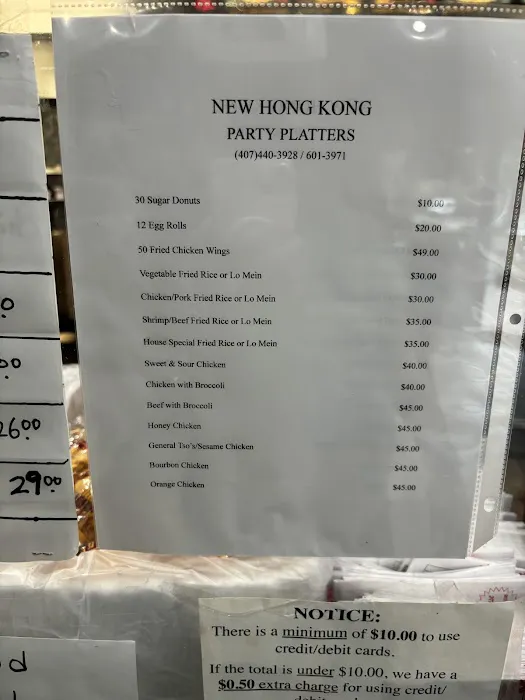 NEW HONG KONG
PARTY PLATTERS
(407)440-3928 / 601-3971
30 Sugar Donuts $10.00
12 Egg Rolls $20.00
50 Fried Chicken Wings $49.00
Vegetable Fried Rice or Lo Mein $30.00
Chicken/Pork Fried Rice or Lo Mein $30.00
Shrimp/Beef Fried Rice or Lo Mein $35.00
House Special Fried Rice or Lo Mein $35.00
Sweet & Sour Chicken $40.00
Chicken with Broccoli $40.00
Beef with Broccoli $45.00
Honey Chicken $45.00
General Tso's/Sesame Chicken $45.00
Bourbon Chicken $45.00
Orange Chicken $45.00
26.00
29.00
NOTICE:
There is a minimum of $10.00 to use
credit/debit cards.
If the total is under $10.00, we have a
$0.50 extra charge for using credit/